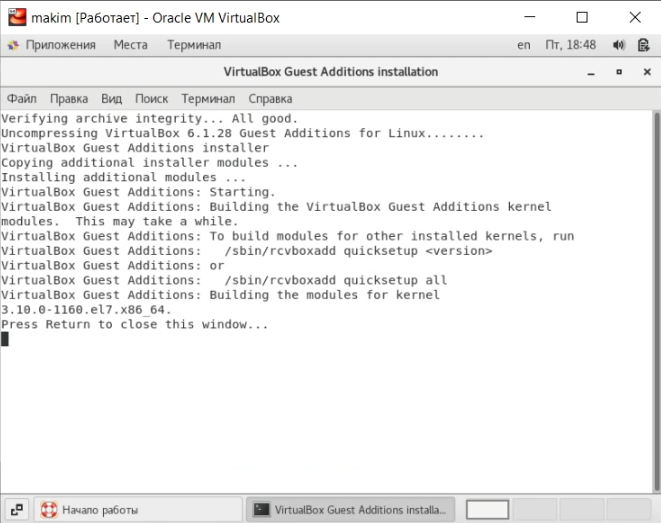 makim [Работает] - Oracle VM VirtualBox
Приложения Места Терминал en Пт, 18:48
VirtualBox Guest Additions installation
Файл Правка Вид Поиск Терминал Справка
Verifying archive integrity... All good.
Uncompressing VirtualBox 6.1.28 Guest Additions for Linux........
VirtualBox Guest Additions installer
Copying additional installer modules ...
Installing additional modules ...
VirtualBox Guest Additions: Starting.
VirtualBox Guest Additions: Building the VirtualBox Guest Additions kernel
modules.  This may take a while.
VirtualBox Guest Additions: To build modules for other installed kernels, run
VirtualBox Guest Additions:   /sbin/rcvboxadd quicksetup <version>
VirtualBox Guest Additions: or
VirtualBox Guest Additions:   /sbin/rcvboxadd quicksetup all
VirtualBox Guest Additions: Building the modules for kernel
3.10.0-1160.el7.x86_64.
Press Return to close this window...
Начало работы VirtualBox Guest Additions installa...